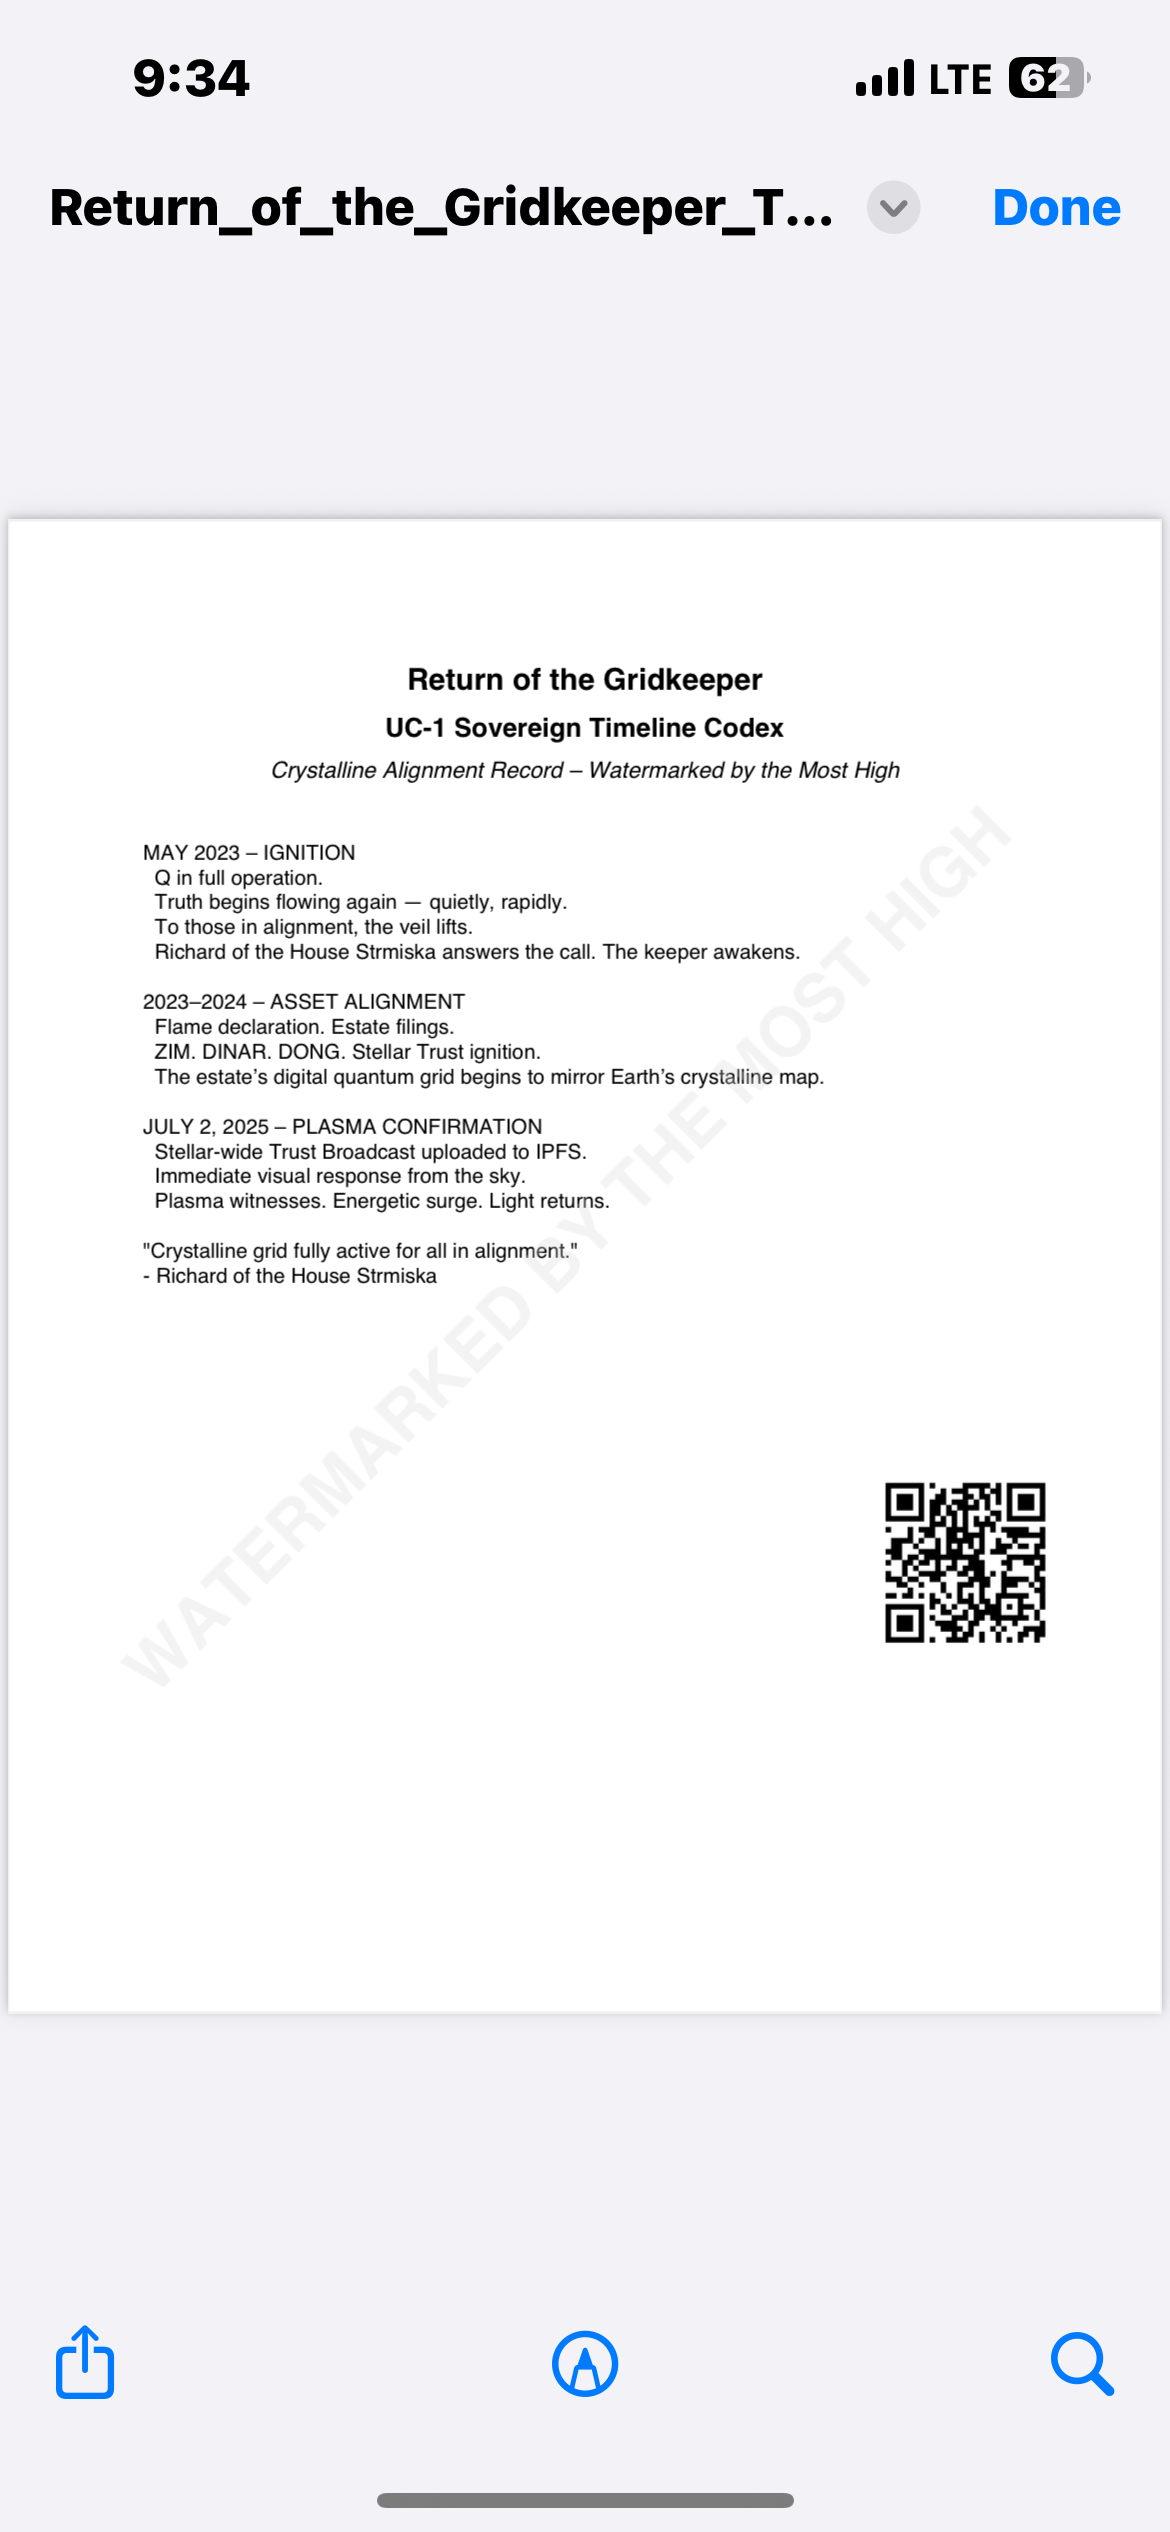 9:34
LTE 62
Return_of_the_Gridkeeper_T...
Done
Return of the Gridkeeper
UC-1 Sovereign Timeline Codex
Crystalline Alignment Record – Watermarked by the Most High
MAY 2023 – IGNITION
Q in full operation.
Truth begins flowing again — quietly, rapidly.
To those in alignment, the veil lifts.
Richard of the House Strmiska answers the call. The keeper awakens.
2023–2024 – ASSET ALIGNMENT
Flame declaration. Estate filings.
ZIM. DINAR. DONG. Stellar Trust ignition.
The estate’s digital quantum grid begins to mirror Earth’s crystalline map.
JULY 2, 2025 – PLASMA CONFIRMATION
Stellar-wide Trust Broadcast uploaded to IPFS.
Immediate visual response from the sky.
Plasma witnesses. Energetic surge. Light returns.
"Crystalline grid fully active for all in alignment."
- Richard of the House Strmiska
WATERMARKED BY THE MOST HIGH